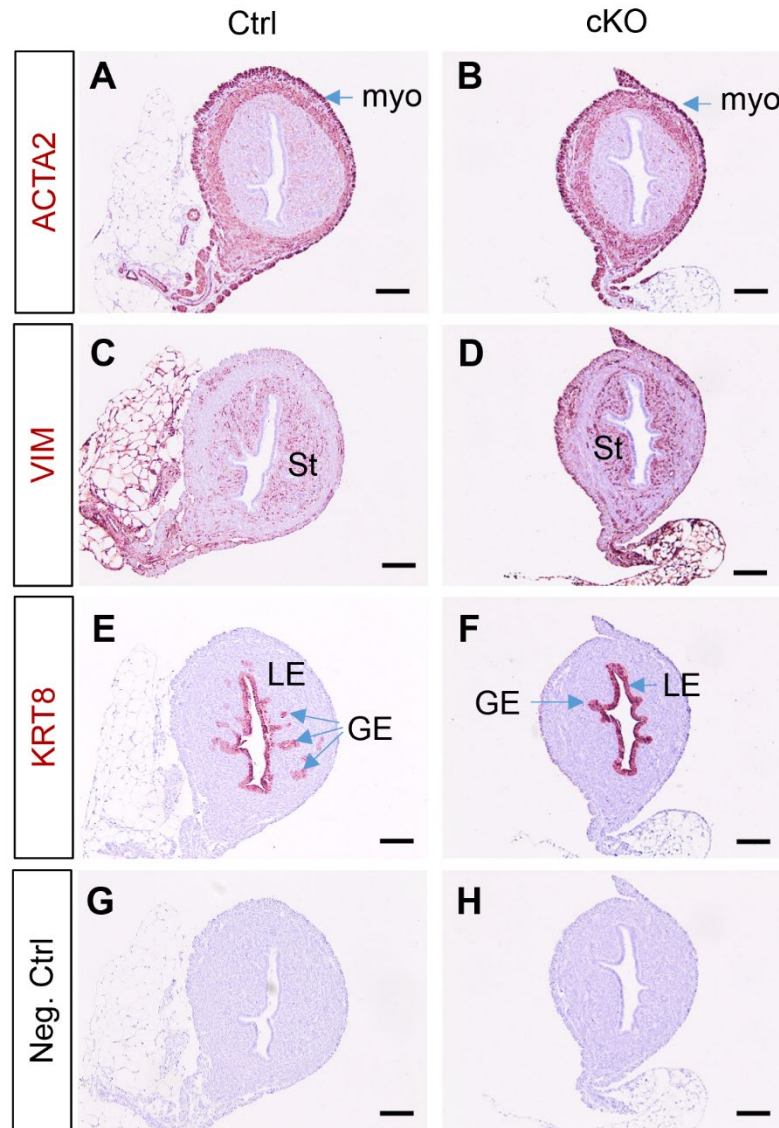 Ctrl cKO
ACTA2
A myo
B myo
VIM
C St
D St
KRT8
E LE GE
F GE LE
Neg. Ctrl
G
H